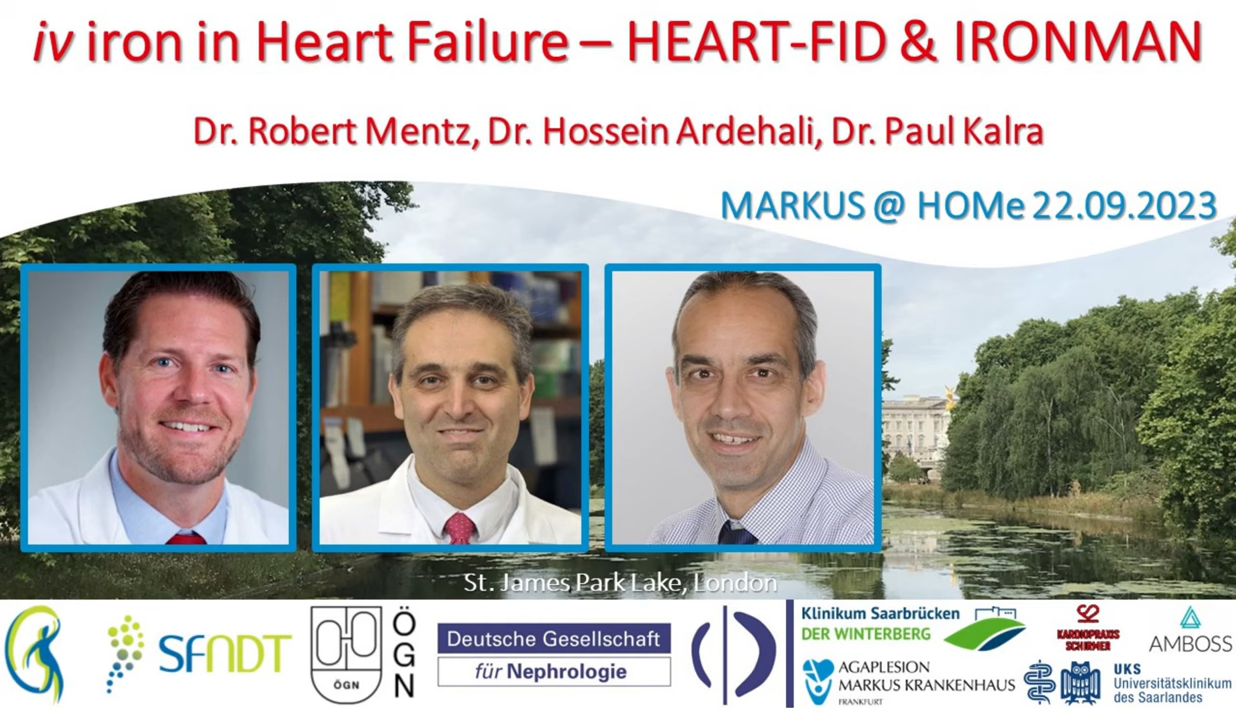 iv iron in Heart Failure – HEART-FID & IRONMAN
Dr. Robert Mentz, Dr. Hossein Ardehali, Dr. Paul Kalra
MARKUS @ HOMe 22.09.2023
St. James Park Lake, London
SFNDT
ÖGN
ÖGN
Deutsche Gesellschaft
für Nephrologie
Klinikum Saarbrücken
DER WINTERBERG
KARDIOPRAXIS
SCHIRMER
AMBOSS
AGAPLESION
MARKUS KRANKENHAUS
FRANKFURT
UKS
Universitätsklinikum
des Saarlandes